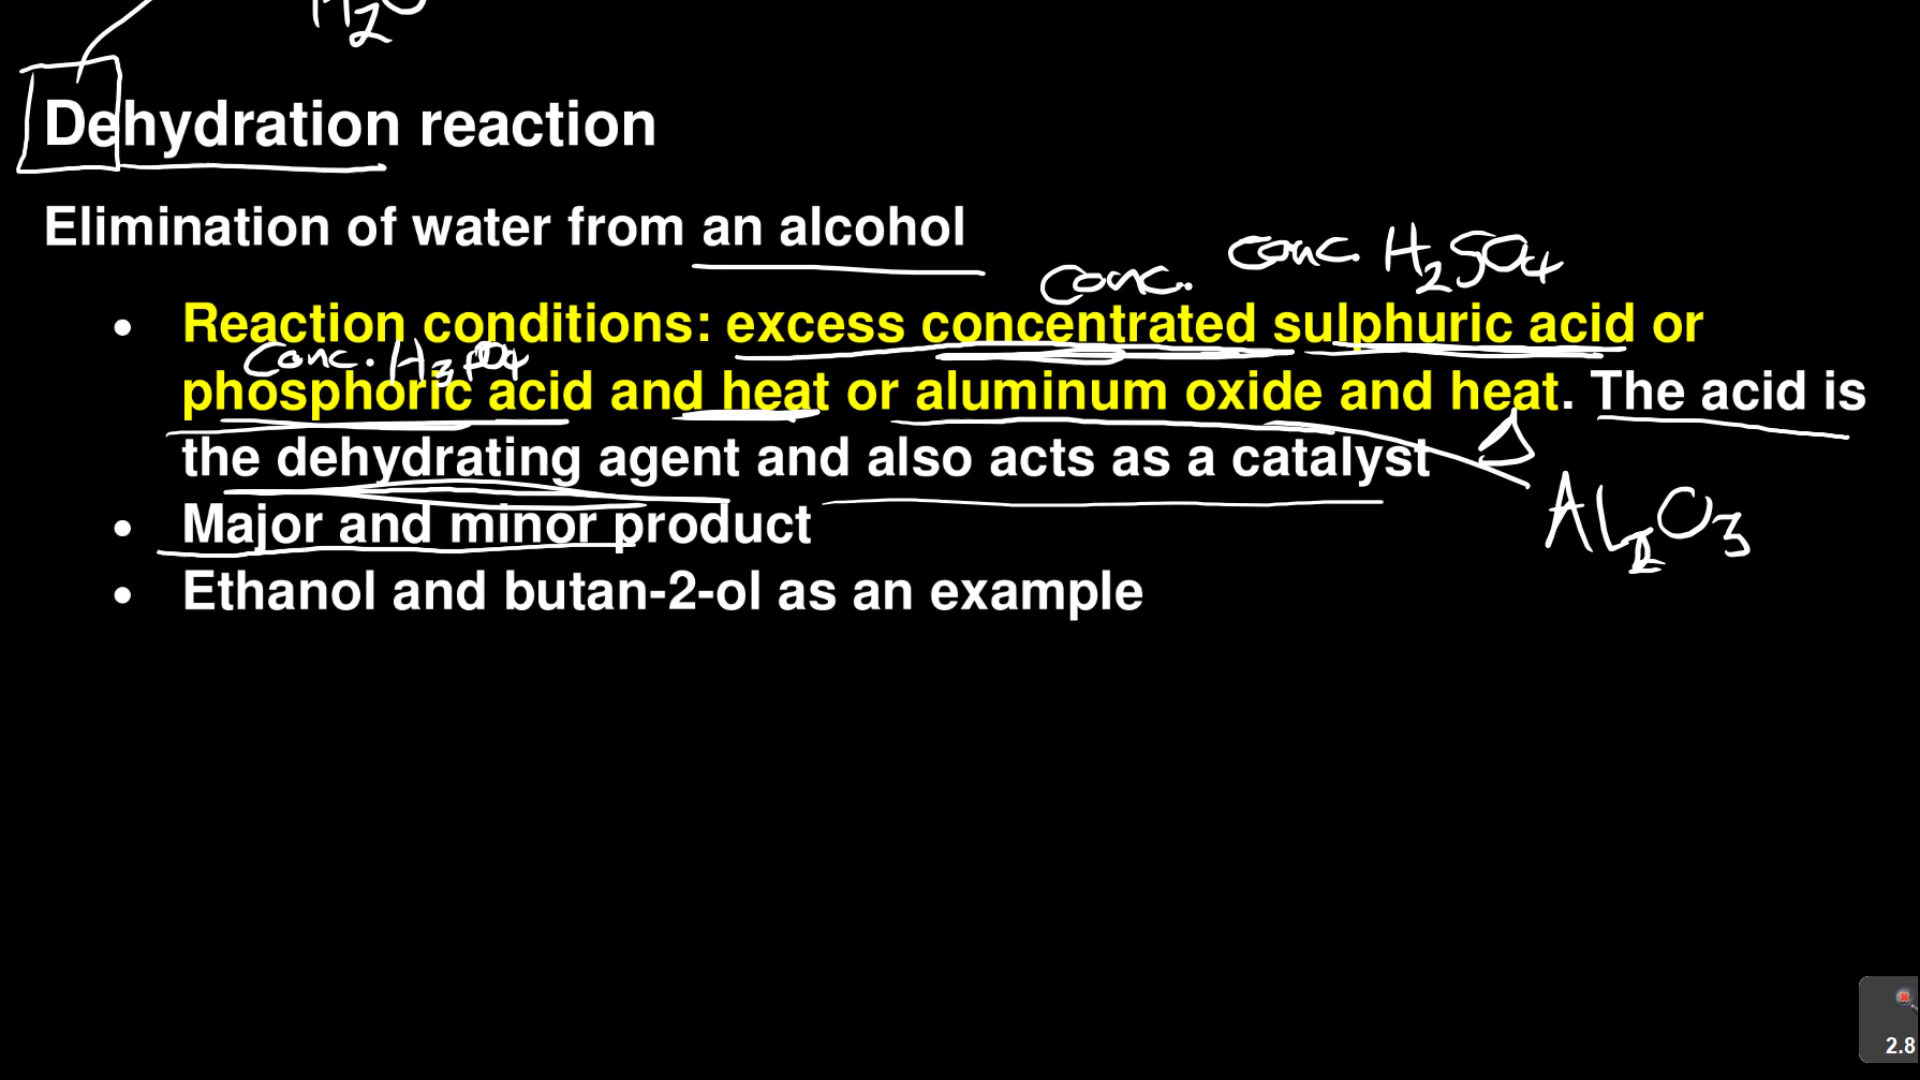 H₂O
Dehydration reaction
Elimination of water from an alcohol
conc. conc. H₂SO₄
Reaction conditions: excess concentrated sulphuric acid or
conc. H₃PO₄
phosphoric acid and heat or aluminum oxide and heat. The acid is
the dehydrating agent and also acts as a catalyst Δ
Al₂O₃
Major and minor product
Ethanol and butan-2-ol as an example
2.8